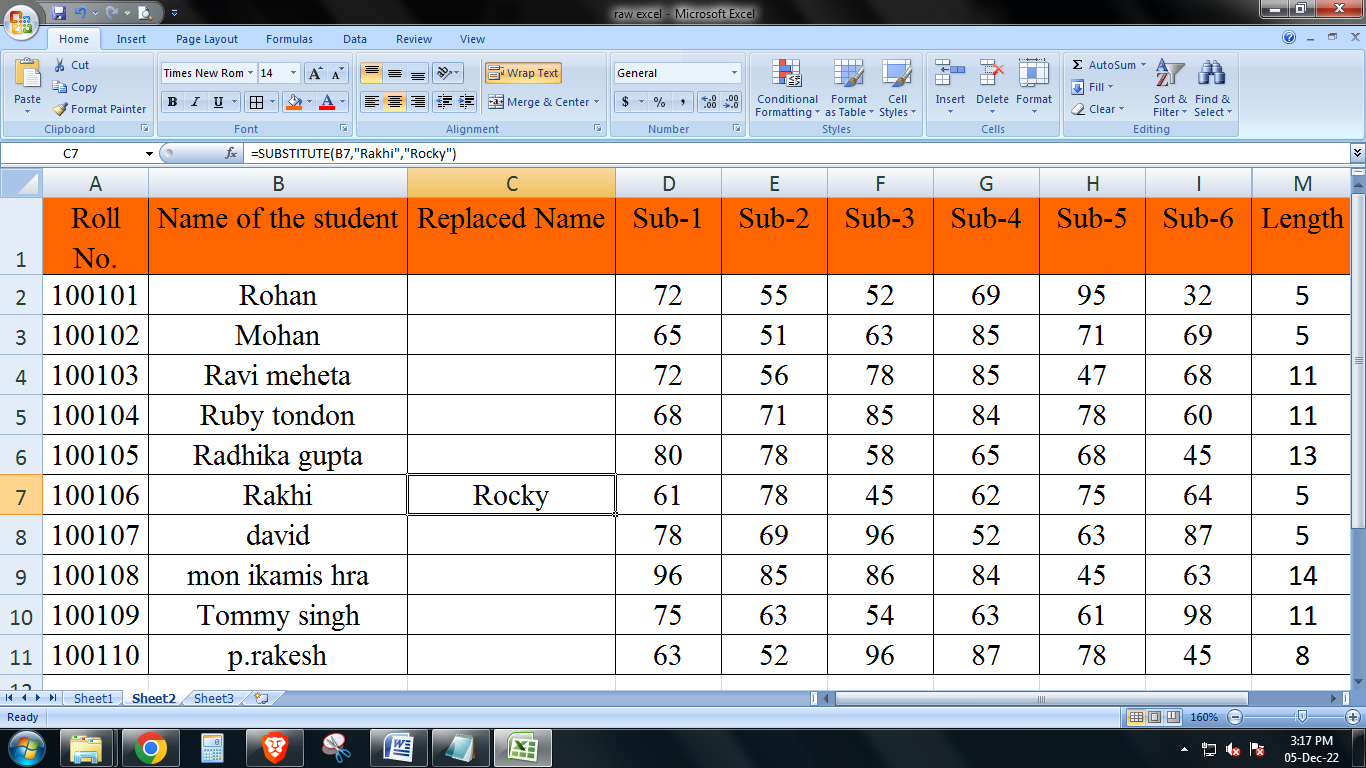 raw excel - Microsoft Excel
Home Insert Page Layout Formulas Data Review View
Paste Cut Copy Format Painter Clipboard
Times New Rom 14 B I U A A A Font
Wrap Text Merge & Center Alignment
General $ % , .0 .00 .00 .0 Number
Conditional Formatting Format as Table Cell Styles Styles
Insert Delete Format Cells
Σ AutoSum Fill Clear Sort & Filter Find & Select Editing
C7 fx =SUBSTITUTE(B7,"Rakhi","Rocky")
A B C D E F G H I M
1 Roll No. Name of the student Replaced Name Sub-1 Sub-2 Sub-3 Sub-4 Sub-5 Sub-6 Length
2 100101 Rohan 72 55 52 69 95 32 5
3 100102 Mohan 65 51 63 85 71 69 5
4 100103 Ravi meheta 72 56 78 85 47 68 11
5 100104 Ruby tondon 68 71 85 84 78 60 11
6 100105 Radhika gupta 80 78 58 65 68 45 13
7 100106 Rakhi Rocky 61 78 45 62 75 64 5
8 100107 david 78 69 96 52 63 87 5
9 100108 mon ikamis hra 96 85 86 84 45 63 14
10 100109 Tommy singh 75 63 54 63 61 98 11
11 100110 p.rakesh 63 52 96 87 78 45 8
12
Sheet1 Sheet2 Sheet3
Ready 160%
3:17 PM
05-Dec-22